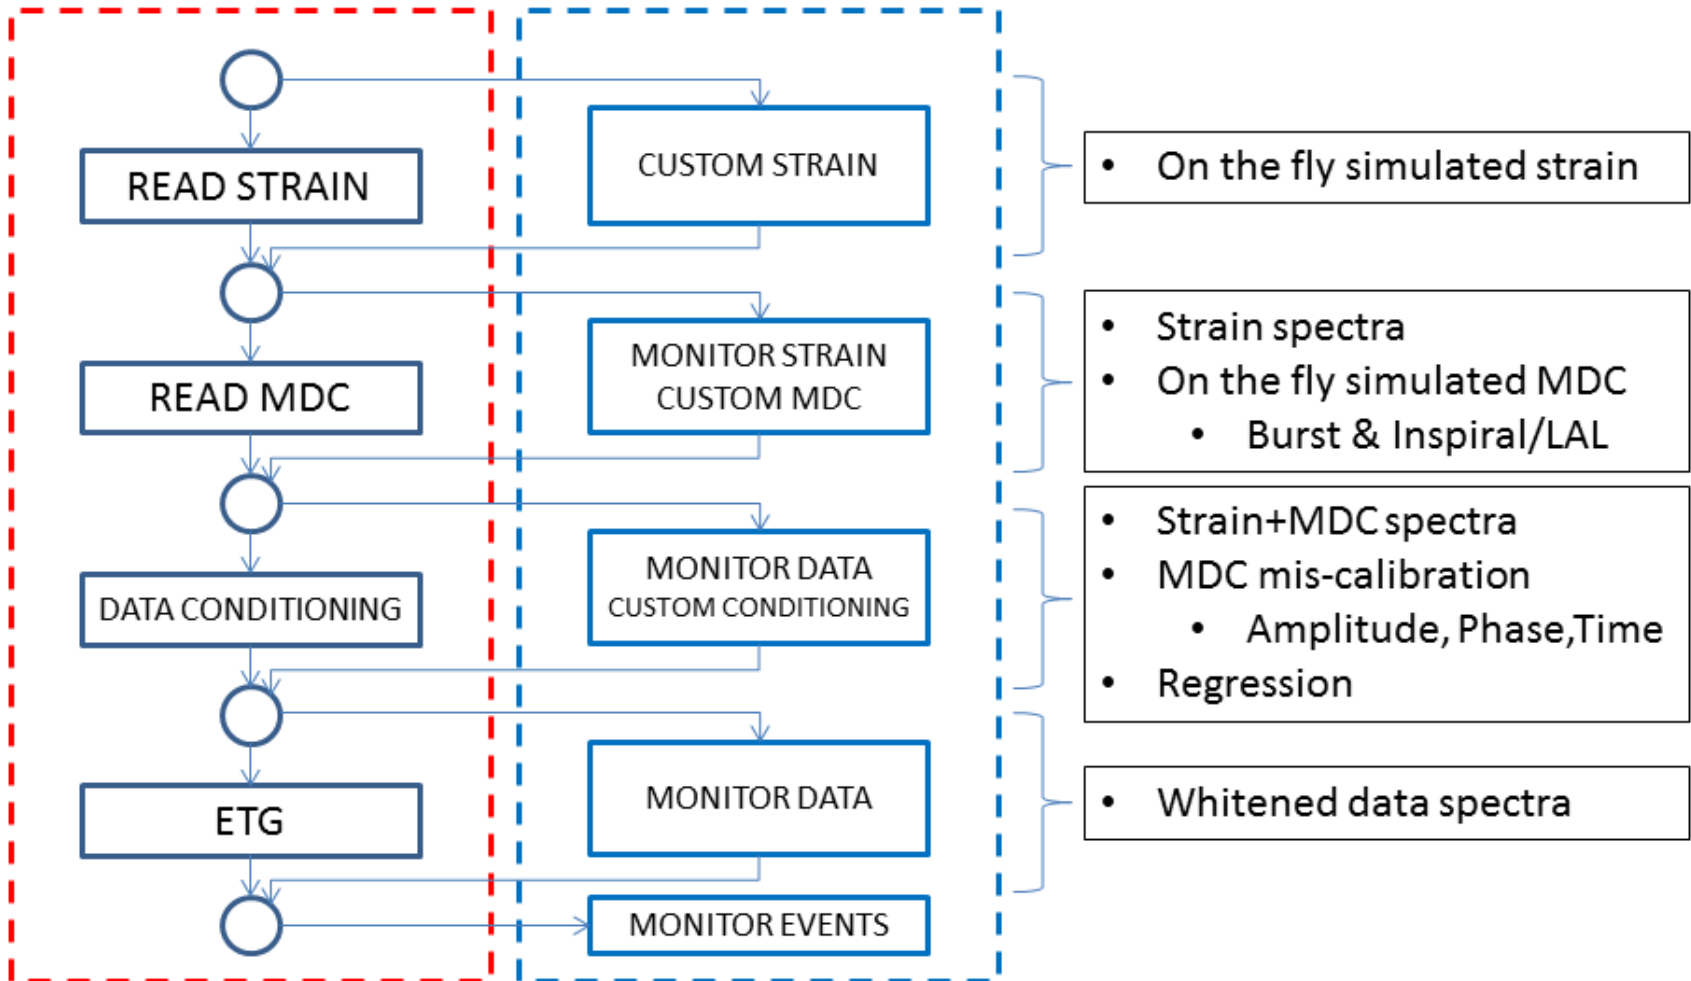 READ STRAIN
CUSTOM STRAIN
• On the fly simulated strain
READ MDC
MONITOR STRAIN
CUSTOM MDC
• Strain spectra
• On the fly simulated MDC
• Burst & Inspiral/LAL
DATA CONDITIONING
MONITOR DATA
CUSTOM CONDITIONING
• Strain+MDC spectra
• MDC mis-calibration
• Amplitude, Phase,Time
• Regression
ETG
MONITOR DATA
• Whitened data spectra
MONITOR EVENTS